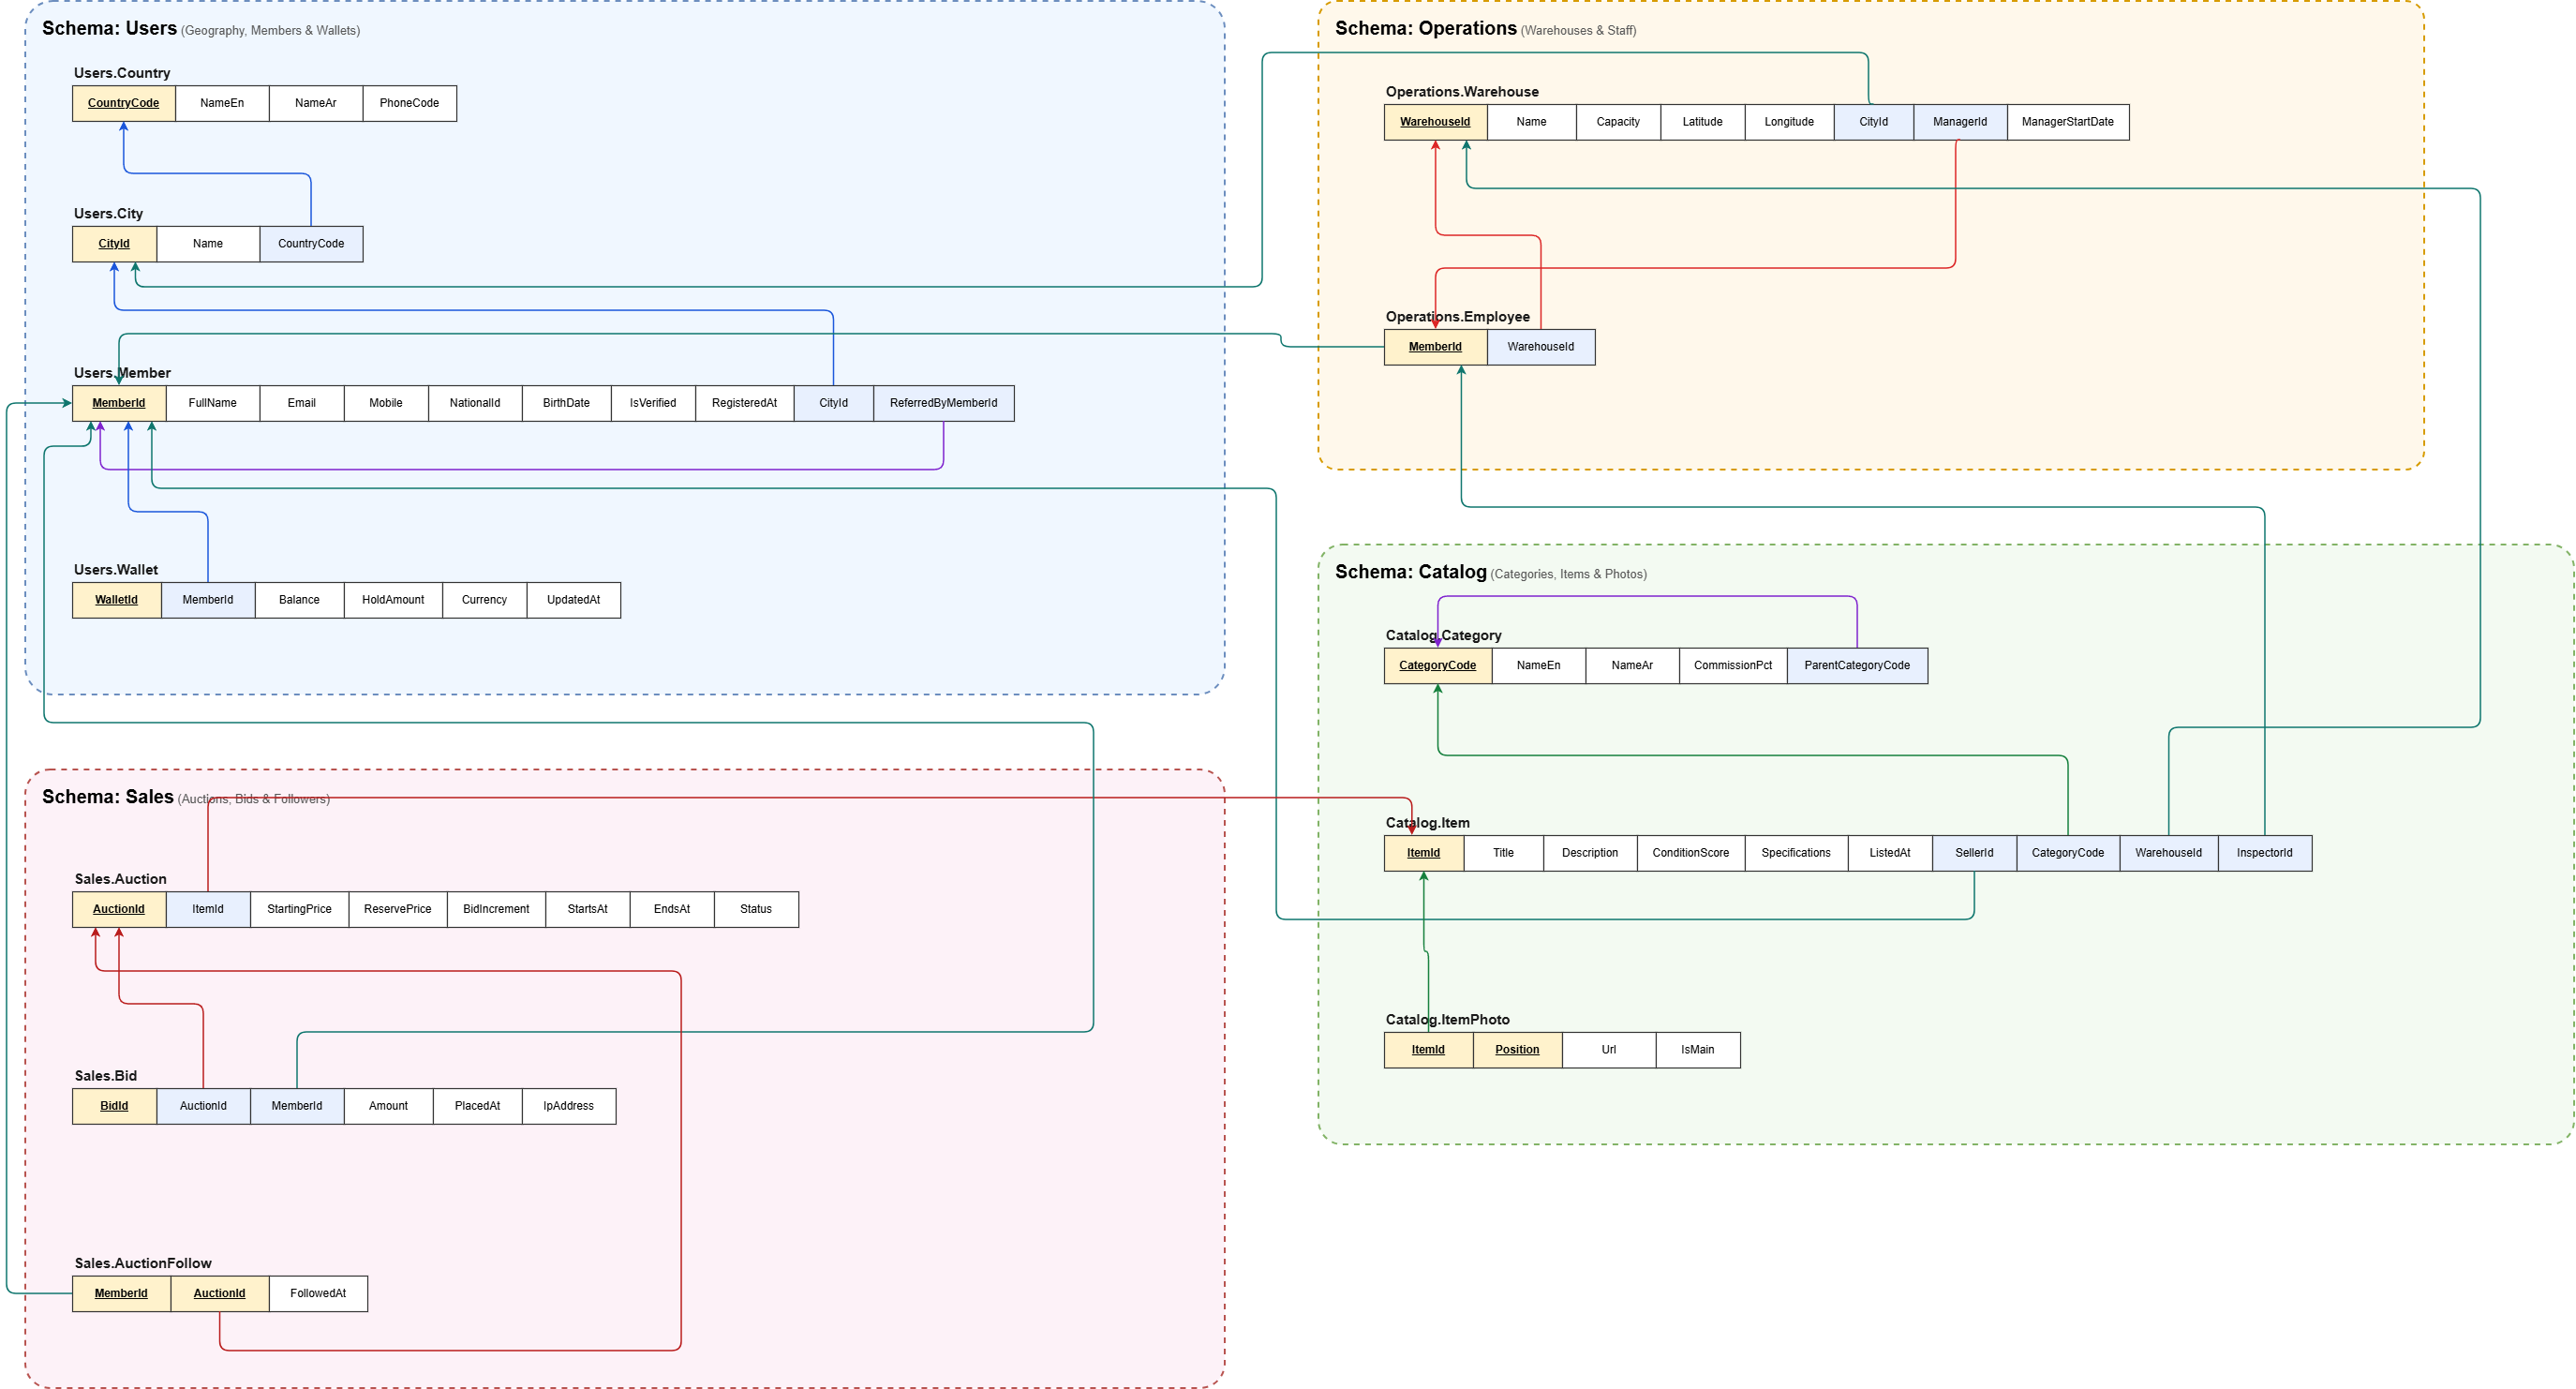 Schema: Users (Geography, Members & Wallets)
Users.Country
CountryCode NameEn NameAr PhoneCode
Users.City
CityId Name CountryCode
Users.Member
MemberId FullName Email Mobile NationalId BirthDate IsVerified RegisteredAt CityId ReferredByMemberId
Users.Wallet
WalletId MemberId Balance HoldAmount Currency UpdatedAt
Schema: Operations (Warehouses & Staff)
Operations.Warehouse
WarehouseId Name Capacity Latitude Longitude CityId ManagerId ManagerStartDate
Operations.Employee
MemberId WarehouseId
Schema: Catalog (Categories, Items & Photos)
Catalog.Category
CategoryCode NameEn NameAr CommissionPct ParentCategoryCode
Catalog.Item
ItemId Title Description ConditionScore Specifications ListedAt SellerId CategoryCode WarehouseId InspectorId
Catalog.ItemPhoto
ItemId Position Url IsMain
Schema: Sales (Auctions, Bids & Followers)
Sales.Auction
AuctionId ItemId StartingPrice ReservePrice BidIncrement StartsAt EndsAt Status
Sales.Bid
BidId AuctionId MemberId Amount PlacedAt IpAddress
Sales.AuctionFollow
MemberId AuctionId FollowedAt